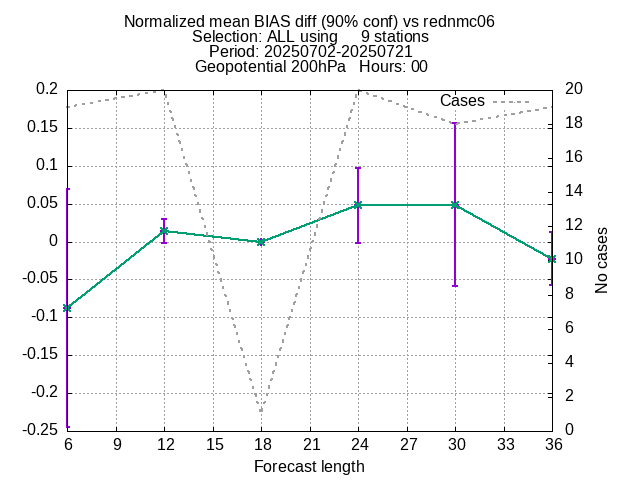 Normalized mean BIAS diff (90% conf) vs rednmc06
Selection: ALL using 9 stations
Period: 20250702-20250721
Geopotential 200hPa Hours: 00
Cases
0.2
0.15
0.1
0.05
0
-0.05
-0.1
-0.15
-0.2
-0.25
20
18
16
14
12
10
8
6
4
2
0
No cases
6 9 12 15 18 21 24 27 30 33 36
Forecast length